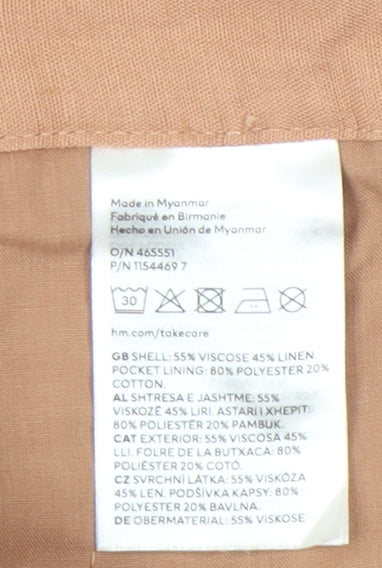 Made in Myanmar
Fabriqué en Birmanie
Hecho en Unión de Myanmar
O/N 465551
P/N 1154469 7
30
hm.com/takecare
GB SHELL: 55% VISCOSE 45% LINEN.
POCKET LINING: 80% POLYESTER 20%
COTTON.
AL SHTRESA E JASHTME: 55%
VISKOZË 45% LIRI. ASTARI I XHEPIT:
80% POLIESTËR 20% PAMBUK.
CAT EXTERIOR: 55% VISCOSA 45%
LLI. FOLRE DE LA BUTXACA: 80%
POLIÈSTER 20% COTÓ.
CZ SVRCHNÍ LÁTKA: 55% VISKÓZA
45% LEN. PODŠÍVKA KAPSY: 80%
POLYESTER 20% BAVLNA.
DE OBERMATERIAL: 55% VISKOSE